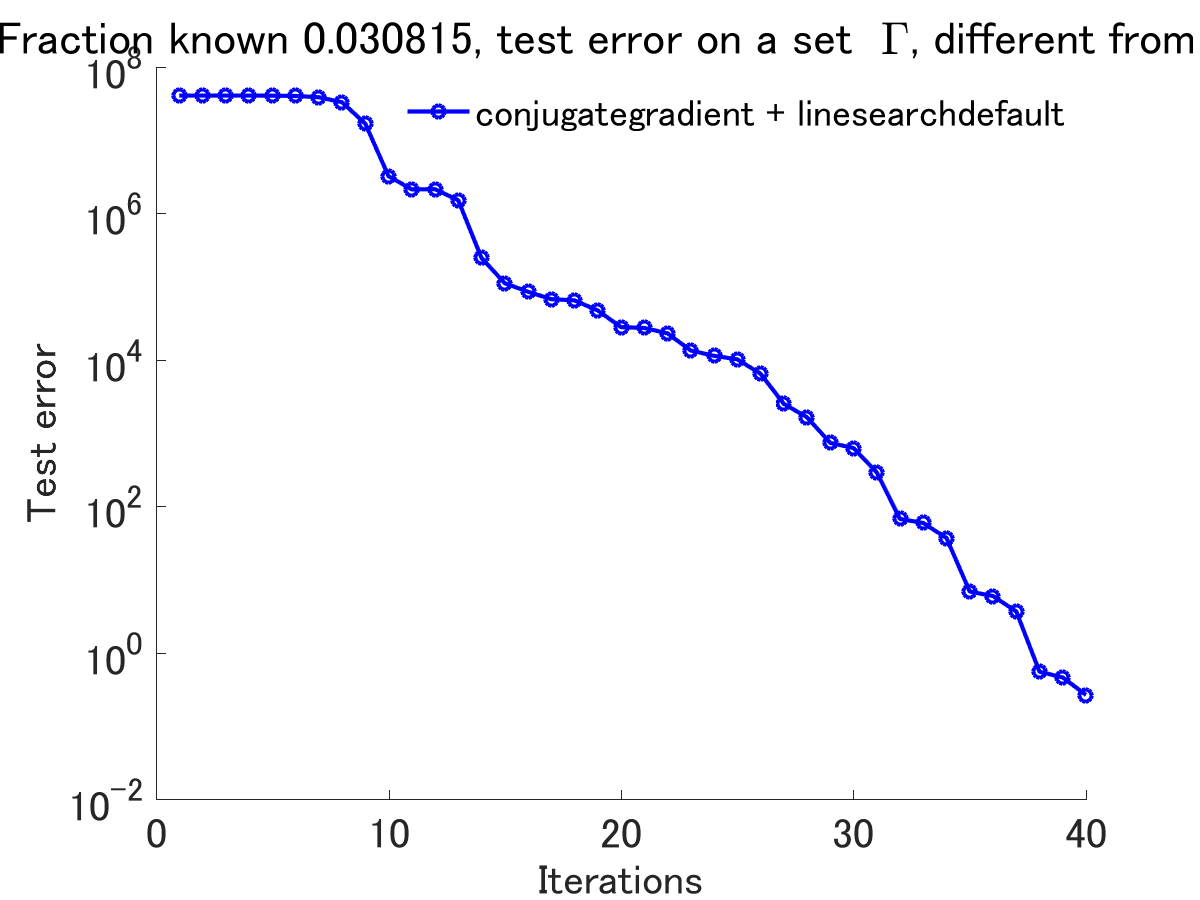 Fraction known 0.030815, test error on a set Γ, different from
10^8
conjugategradient + linesearchdefault
10^6
10^4
10^2
10^0
10^−2
Test error
0 10 20 30 40
Iterations